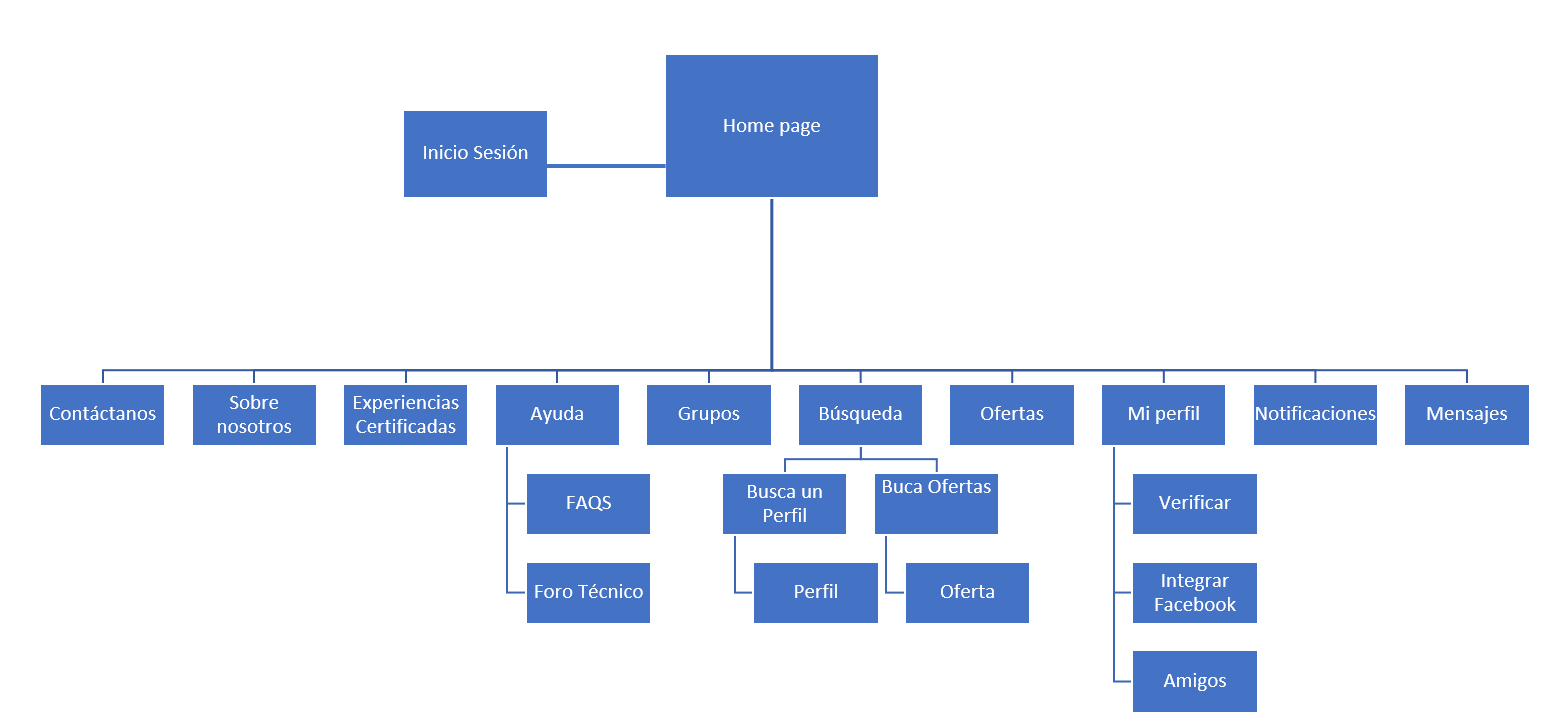 Home page
Inicio Sesión
Contáctanos
Sobre
nosotros
Experiencias
Certificadas
Ayuda
Grupos
Búsqueda
Ofertas
Mi perfil
Notificaciones
Mensajes
FAQS
Busca un
Perfil
Buca Ofertas
Verificar
Foro Técnico
Perfil
Oferta
Integrar
Facebook
Amigos